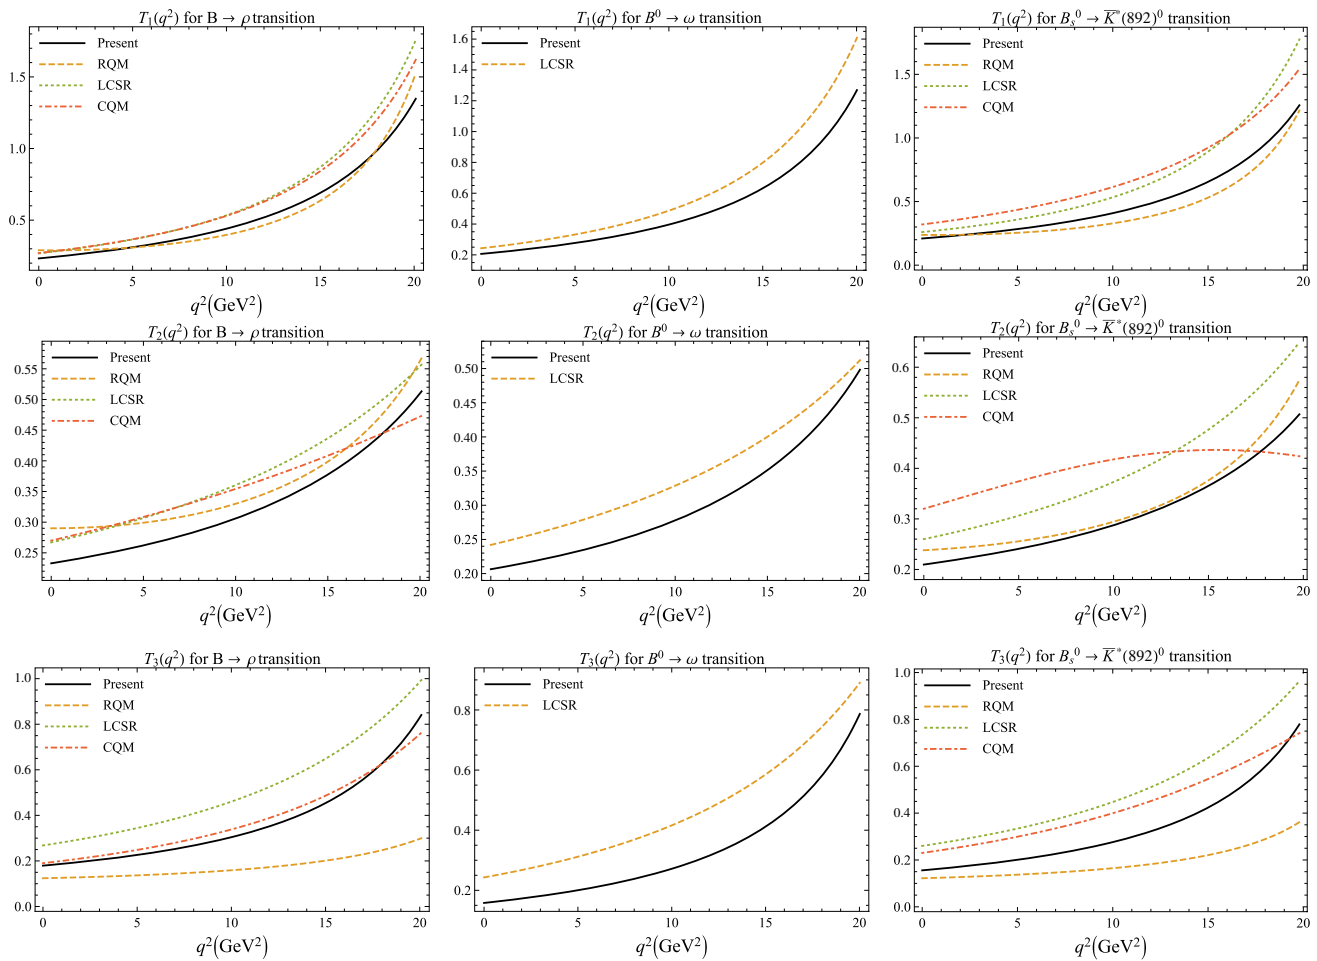 T₁(q²) for B → ρ transition
Present
RQM
LCSR
CQM
1.5
1.0
0.5
0 5 10 15 20
q²(GeV²)
T₁(q²) for B⁰ → ω transition
Present
LCSR
1.6
1.4
1.2
1.0
0.8
0.6
0.4
0.2
0 5 10 15 20
q²(GeV²)
T₁(q²) for Bₛ⁰ → K̅*(892)⁰ transition
Present
RQM
LCSR
CQM
1.5
1.0
0.5
0.0
0 5 10 15 20
q²(GeV²)
T₂(q²) for B → ρ transition
Present
RQM
LCSR
CQM
0.55
0.50
0.45
0.40
0.35
0.30
0.25
0 5 10 15 20
q²(GeV²)
T₂(q²) for B⁰ → ω transition
Present
LCSR
0.50
0.45
0.40
0.35
0.30
0.25
0.20
0 5 10 15 20
q²(GeV²)
T₂(q²) for Bₛ⁰ → K̅*(892)⁰ transition
Present
RQM
LCSR
CQM
0.6
0.5
0.4
0.3
0.2
0 5 10 15 20
q²(GeV²)
T₃(q²) for B → ρ transition
Present
RQM
LCSR
CQM
1.0
0.8
0.6
0.4
0.2
0.0
0 5 10 15 20
q²(GeV²)
T₃(q²) for B⁰ → ω transition
Present
LCSR
0.8
0.6
0.4
0.2
0 5 10 15 20
q²(GeV²)
T₃(q²) for Bₛ⁰ → K̅*(892)⁰ transition
Present
RQM
LCSR
CQM
1.0
0.8
0.6
0.4
0.2
0.0
0 5 10 15 20
q²(GeV²)